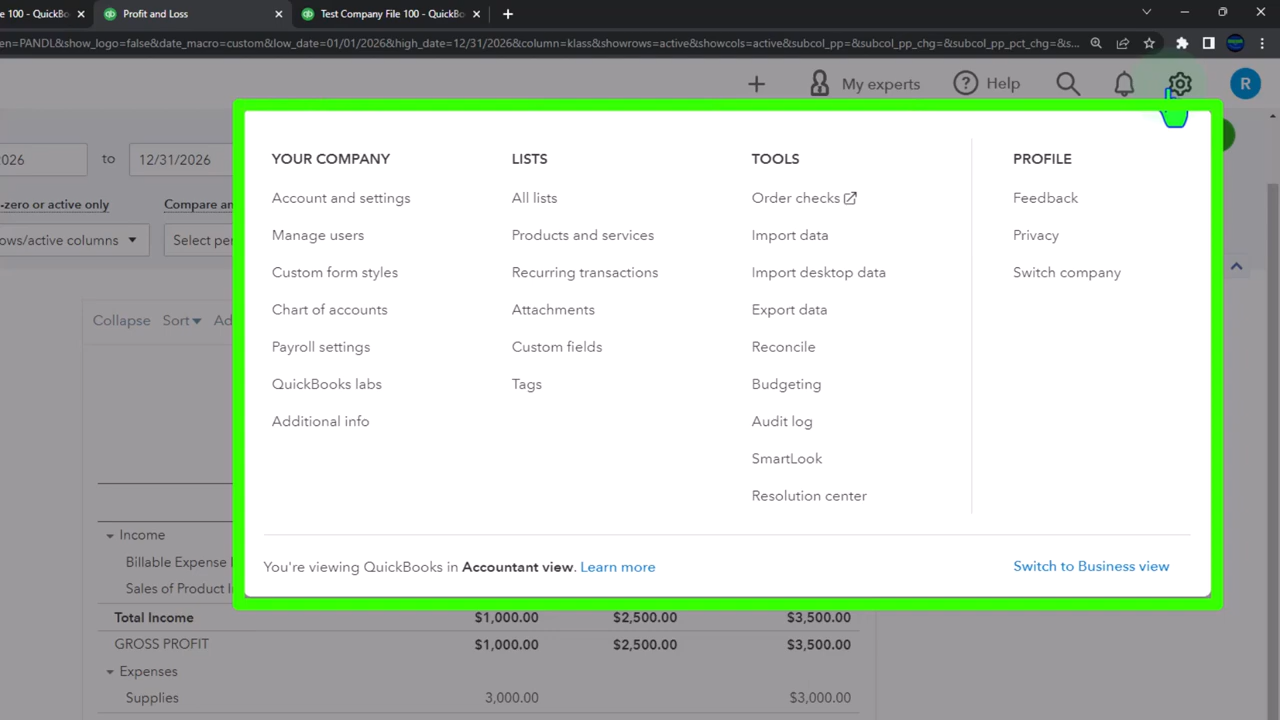 e 100 - QuickBo
Profit and Loss
Test Company File 100 - QuickBo
en=PANDL&show_logo=false&date_macro=custom&low_date=01/01/2026&high_date=12/31/2026&column=klass&showrows=active&showcols=active&subcol_pp=&subcol_pp_chg=&subcol_pp_pct_chg=&s...
My experts
Help
R
026
to
12/31/2026
-zero or active only
Compare an
ows/active columns
Select per
Collapse
Sort
Ad
YOUR COMPANY
Account and settings
Manage users
Custom form styles
Chart of accounts
Payroll settings
QuickBooks labs
Additional info
LISTS
All lists
Products and services
Recurring transactions
Attachments
Custom fields
Tags
TOOLS
Order checks
Import data
Import desktop data
Export data
Reconcile
Budgeting
Audit log
SmartLook
Resolution center
PROFILE
Feedback
Privacy
Switch company
You're viewing QuickBooks in Accountant view. Learn more
Switch to Business view
Income
Billable Expense
Sales of Product I
Total Income $1,000.00 $2,500.00 $3,500.00
GROSS PROFIT $1,000.00 $2,500.00 $3,500.00
Expenses
Supplies 3,000.00 $3,000.00